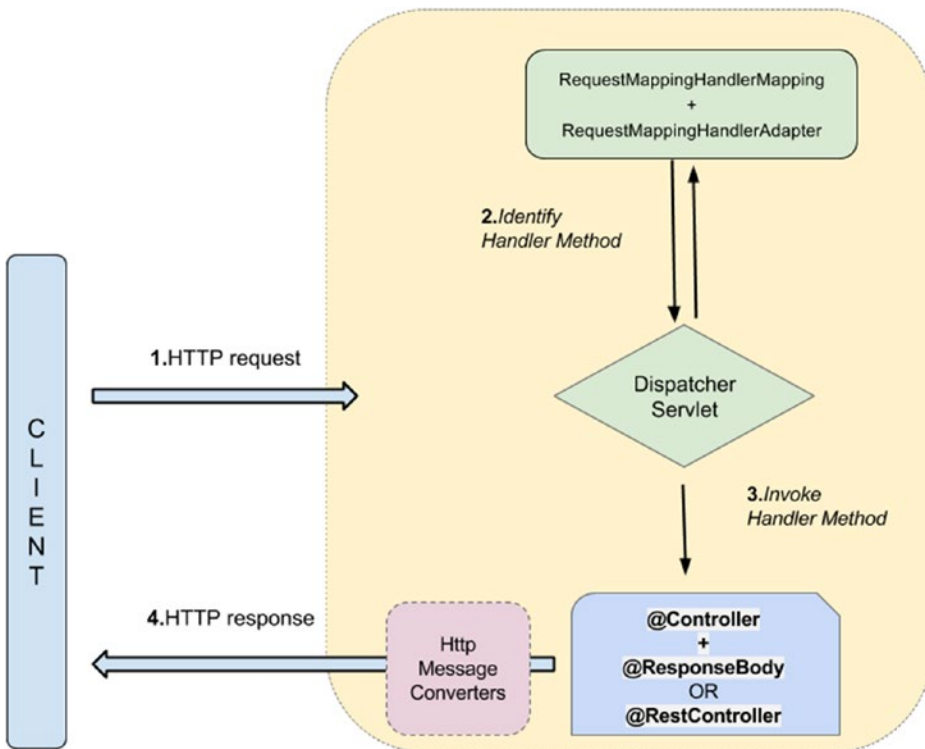 RequestMappingHandlerMapping
+
RequestMappingHandlerAdapter
2.Identify
Handler Method
1.HTTP request
Dispatcher
Servlet
CLIENT
3.Invoke
Handler Method
4.HTTP response
Http
Message
Converters
@Controller
+
@ResponseBody
OR
@RestController